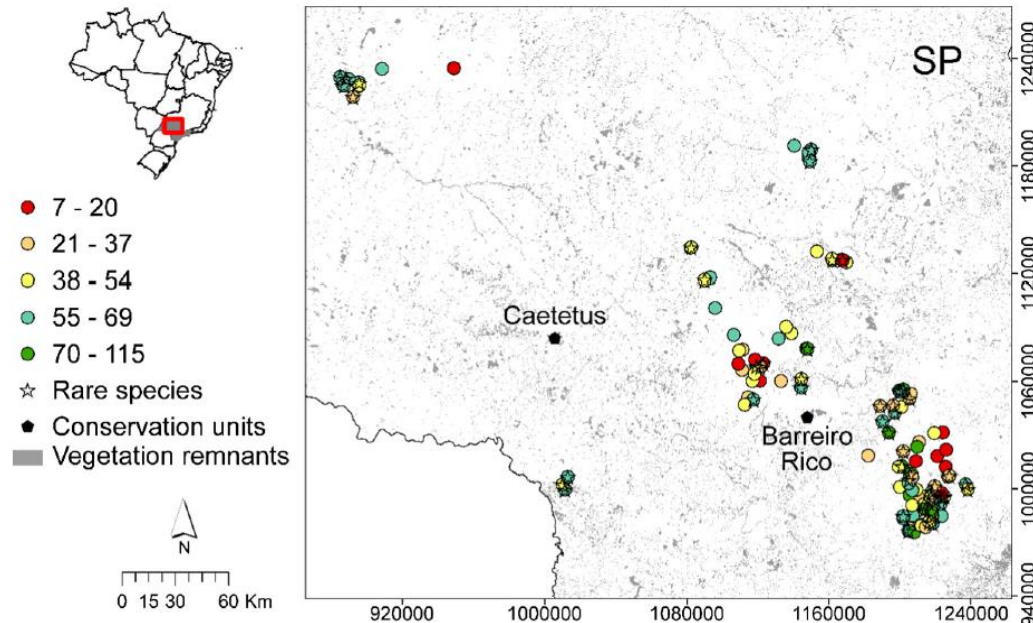 SP
7 - 20
21 - 37
38 - 54
55 - 69
70 - 115
Rare species
Conservation units
Vegetation remnants
N
0 15 30 60 Km
Caetetus
Barreiro
Rico
1240000
1180000
1120000
1060000
1000000
940000
920000 1000000 1080000 1160000 1240000